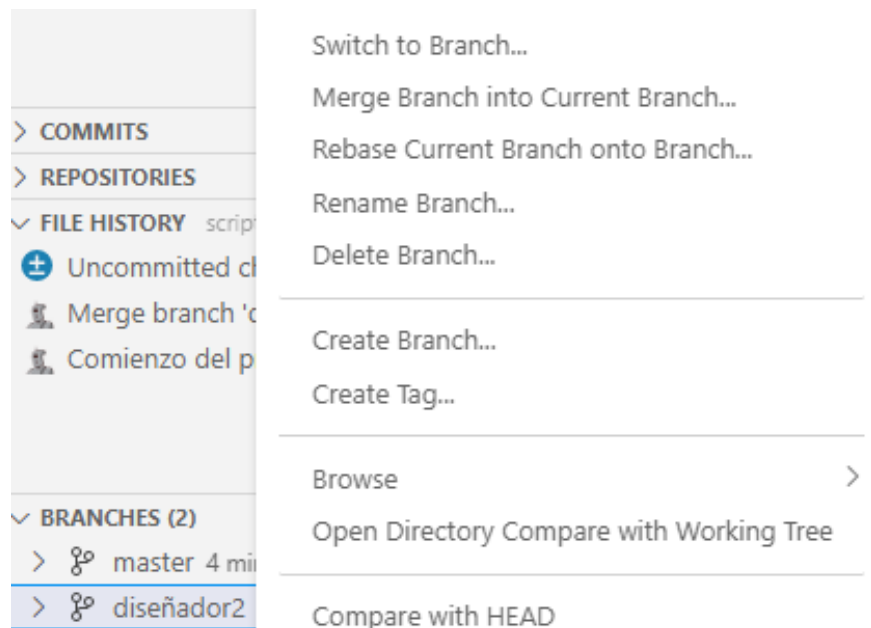 COMMITS
REPOSITORIES
FILE HISTORY
Uncommitted
Merge branch
Comienzo del
BRANCHES (2)
master 4
diseñador2
Switch to Branch...
Merge Branch into Current Branch...
Rebase Current Branch onto Branch...
Rename Branch...
Delete Branch...
Create Branch...
Create Tag...
Browse
Open Directory Compare with Working Tree
Compare with HEAD